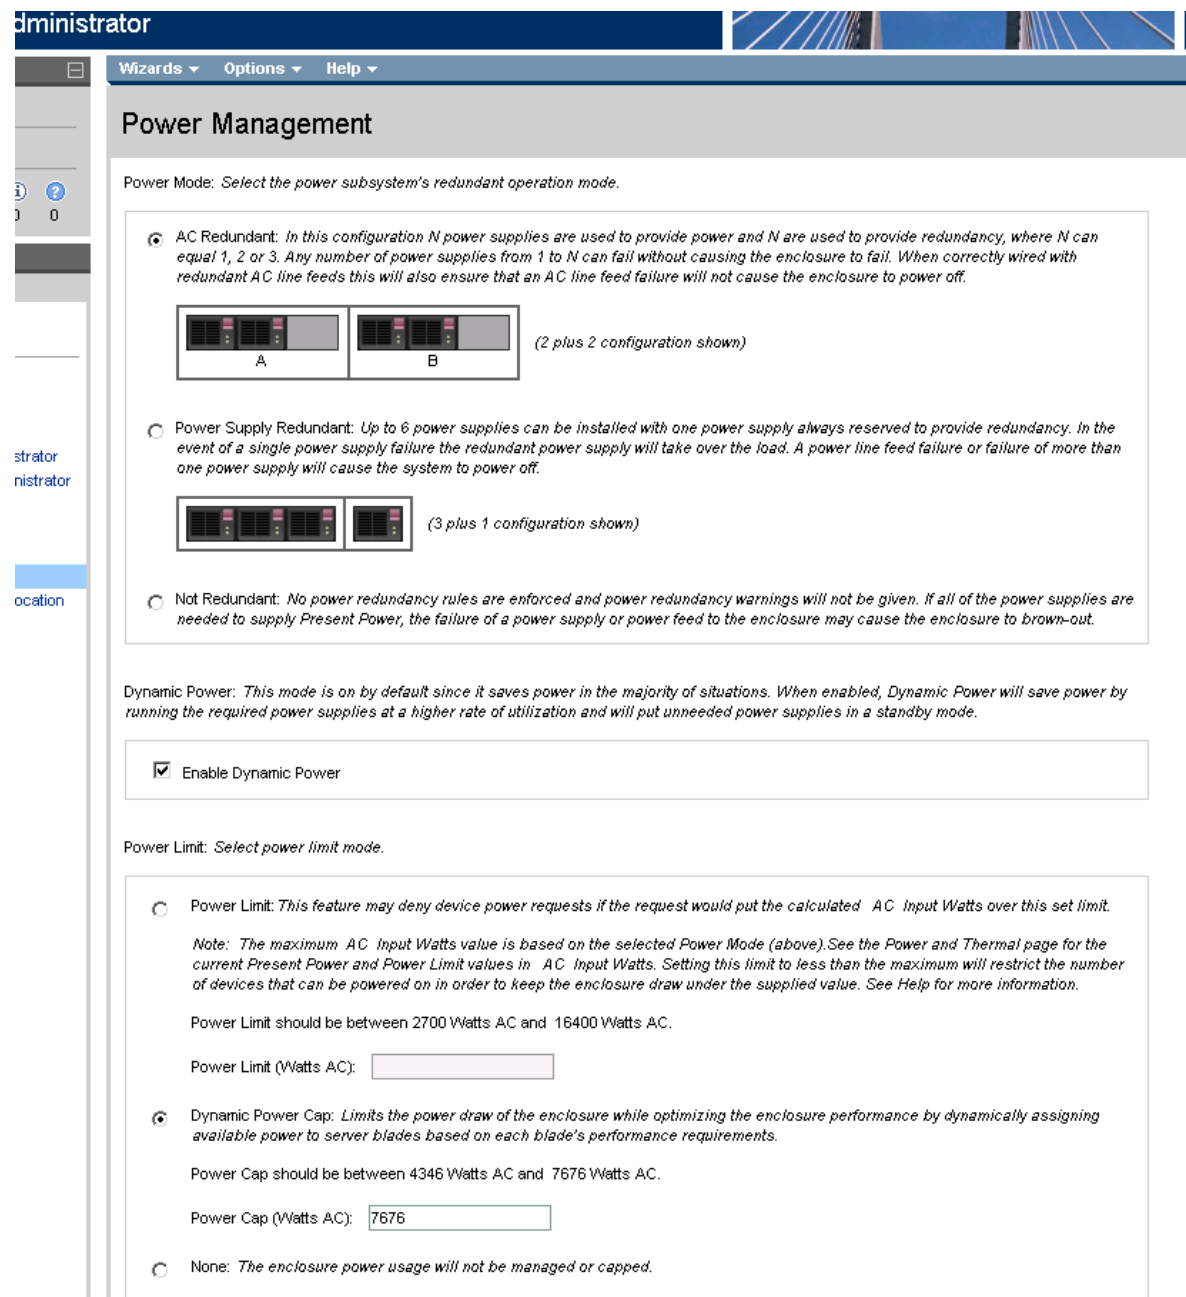 dministrator
Wizards Options Help
Power Management
Power Mode: Select the power subsystem's redundant operation mode.
0
AC Redundant: In this configuration N power supplies are used to provide power and N are used to provide redundancy, where N can
equal 1, 2 or 3. Any number of power supplies from 1 to N can fail without causing the enclosure to fail. When correctly wired with
redundant AC line feeds this will also ensure that an AC line feed failure will not cause the enclosure to power off.
(2 plus 2 configuration shown)
A B
Power Supply Redundant: Up to 6 power supplies can be installed with one power supply always reserved to provide redundancy. In the
event of a single power supply failure the redundant power supply will take over the load. A power line feed failure or failure of more than
one power supply will cause the system to power off.
strator
nistrator
(3 plus 1 configuration shown)
ocation
Not Redundant: No power redundancy rules are enforced and power redundancy warnings will not be given. If all of the power supplies are
needed to supply Present Power, the failure of a power supply or power feed to the enclosure may cause the enclosure to brown-out.
Dynamic Power: This mode is on by default since it saves power in the majority of situations. When enabled, Dynamic Power will save power by
running the required power supplies at a higher rate of utilization and will put unneeded power supplies in a standby mode.
Enable Dynamic Power
Power Limit: Select power limit mode.
Power Limit: This feature may deny device power requests if the request would put the calculated AC Input Watts over this set limit.
Note: The maximum AC Input Watts value is based on the selected Power Mode (above).See the Power and Thermal page for the
current Present Power and Power Limit values in AC Input Watts. Setting this limit to less than the maximum will restrict the number
of devices that can be powered on in order to keep the enclosure draw under the supplied value. See Help for more information.
Power Limit should be between 2700 Watts AC and 16400 Watts AC.
Power Limit (Watts AC):
Dynamic Power Cap: Limits the power draw of the enclosure while optimizing the enclosure performance by dynamically assigning
available power to server blades based on each blade's performance requirements.
Power Cap should be between 4346 Watts AC and 7676 Watts AC.
Power Cap (Watts AC): 7676
None: The enclosure power usage will not be managed or capped.